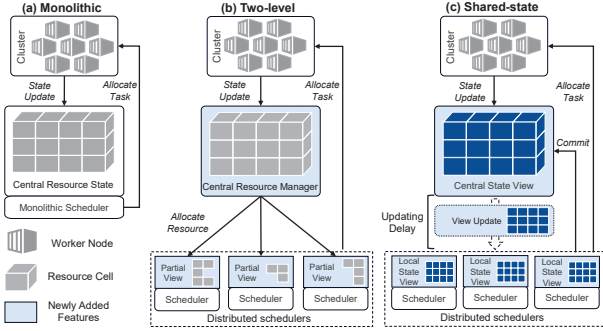 (a) Monolithic
Cluster
State
Update
Allocate
Task
Central Resource State
Monolithic Scheduler
Worker Node
Resource Cell
Newly Added
Features
(b) Two-level
Cluster
State
Update
Allocate
Task
Central Resource Manager
Allocate
Resource
Partial
View
Scheduler
Partial
View
Scheduler
Partial
View
Scheduler
Distributed schedulers
(c) Shared-state
Cluster
State
Update
Allocate
Task
Commit
Central State View
Updating
Delay
View Update
Local
State
View
Scheduler
Local
State
View
Scheduler
Local
State
View
Scheduler
Distributed schedulers